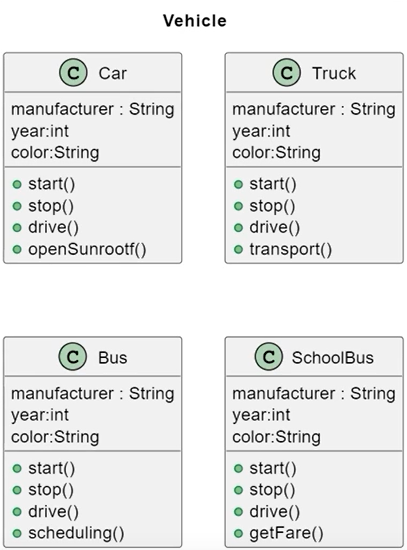 Vehicle
C Car
manufacturer : String
year:int
color:String
start()
stop()
drive()
openSunrootf()
C Truck
manufacturer : String
year:int
color:String
start()
stop()
drive()
transport()
C Bus
manufacturer : String
year:int
color:String
start()
stop()
drive()
scheduling()
C SchoolBus
manufacturer : String
year:int
color:String
start()
stop()
drive()
getFare()